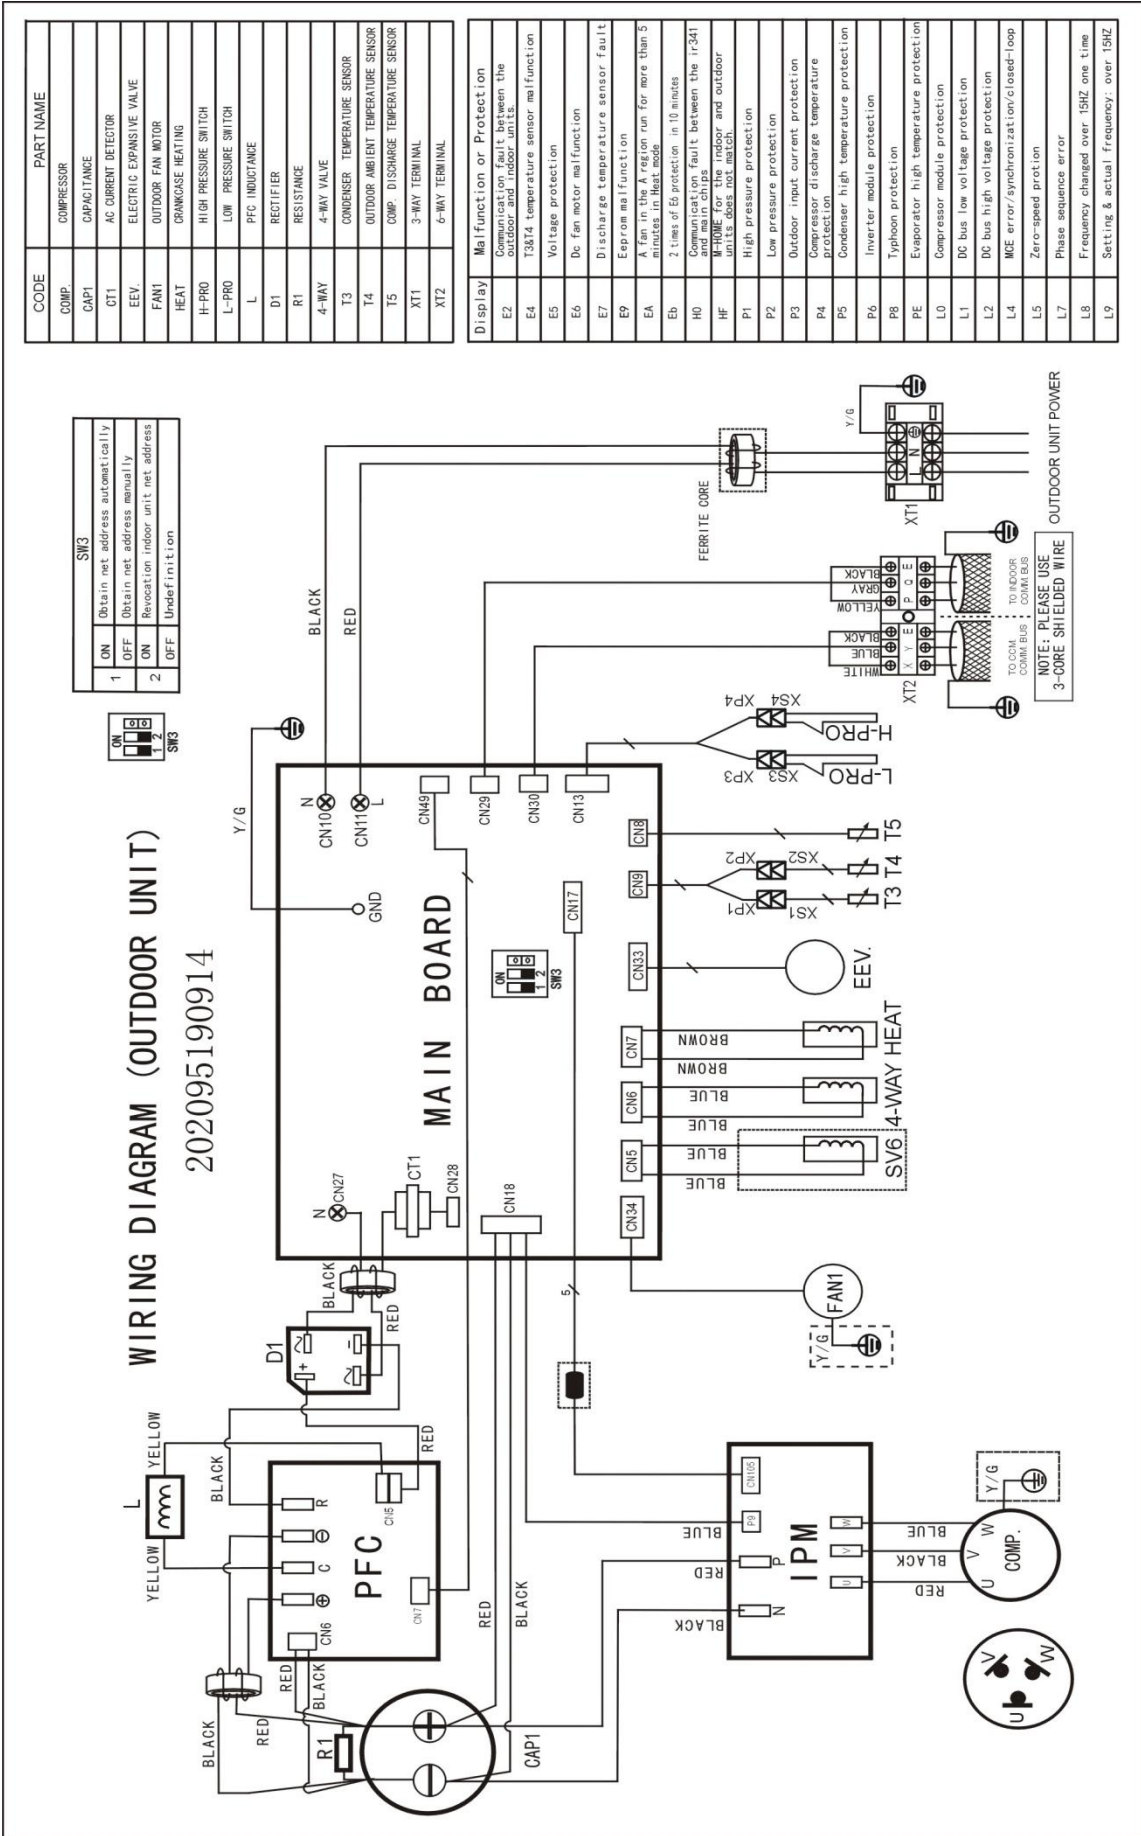 WIRING DIAGRAM (OUTDOOR UNIT)
202095190914
ON
1 2
SW3
SW3
1 ON Obtain net address automatically
OFF Obtain net address manually
2 ON Revocation indoor unit net address
OFF Undefinition
CODE PART NAME
COMP. COMPRESSOR
CAP1 CAPACITANCE
CT1 AC CURRENT DETECTOR
EEV. ELECTRIC EXPANSIVE VALVE
FAN1 OUTDOOR FAN MOTOR
HEAT CRANKCASE HEATING
H-PRO HIGH PRESSURE SWITCH
L-PRO LOW PRESSURE SWITCH
L PFC INDUCTANCE
D1 RECTIFIER
R1 RESISTANCE
4-WAY 4-WAY VALVE
T3 CONDENSER TEMPERATURE SENSOR
T4 OUTDOOR AMBIENT TEMPERATURE SENSOR
T5 COMP. DISCHARGE TEMPERATURE SENSOR
XT1 3-WAY TERMINAL
XT2 6-WAY TERMINAL
Display Malfunction or Protection
E2 Communication fault between the
outdoor and indoor units.
E4 T3&T4 temperature sensor malfunction
E5 Voltage protection
E6 Dc fan motor malfunction
E7 Discharge temperature sensor fault
E9 Eeprom malfunction
EA A fan in the A region run for more than 5
minutes in Heat mode
Eb 2 times of E6 protection in 10 minutes
H0 Communication fault between the ir341
and main chips
HF M-HOME for the indoor and outdoor
units does not match.
P1 High pressure protection
P2 Low pressure protection
P3 Outdoor input current protection
P4 Compressor discharge temperature
protection
P5 Condenser high temperature protection
P6 Inverter module protection
P8 Typhoon protection
PE Evaporator high temperature protection
L0 Compressor module protection
L1 DC bus low voltage protection
L2 DC bus high voltage protection
L4 MCE error/synchronization/closed-loop
L5 Zero-speed protion
L7 Phase sequence error
L8 Frequency changed over 15HZ one time
L9 Setting & actual frequency: over 15HZ
L
YELLOW
YELLOW
BLACK
D1
+
-
BLACK
RED
RED
N
CN27
CT1
CN28
Y/G
GND
N
CN10
CN11
L
BLACK
RED
FERRITE CORE
BLACK
RED
R1
CAP1
RED
BLACK
CN6
C
R
PFC
CN5
CN7
RED
BLACK
CN18
MAIN BOARD
ON
1 2
SW3
CN17
CN49
CN29
CN30
CN13
CN34
CN5
CN6
CN7
CN33
CN9
CN8
5
BLACK
RED
BLUE
N
P
P9
CN105
IPM
U
V
W
RED
BLACK
BLUE
U
V
W
COMP.
Y/G
U
V
W
FAN1
Y/G
BLUE
BLUE
BLUE
BLUE
BROWN
BROWN
SV6
4-WAY
HEAT
EEV.
XP1
XS1
XP2
XS2
T3
T4
T5
XP3
XS3
XP4
XS4
L-PRO
H-PRO
WHITE
BLUE
BLACK
YELLOW
GRAY
BLACK
XT2
X Y E P Q E
TO CCM
COMM. BUS
TO INDOOR
COMM. BUS
NOTE: PLEASE USE
3-CORE SHIELDED WIRE
XT1
L N
Y/G
OUTDOOR UNIT POWER